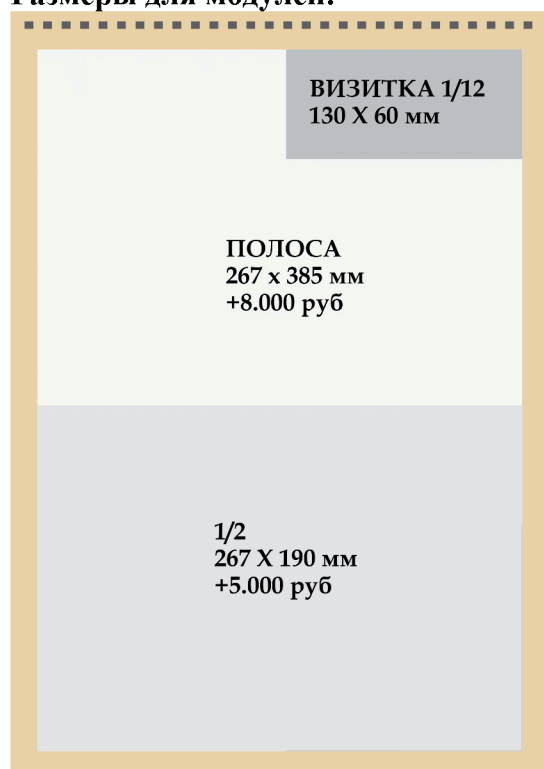 Размеры для модулей:
ВИЗИТКА 1/12
130 X 60 мм
ПОЛОСА
267 x 385 мм
+8.000 руб
1/2
267 X 190 мм
+5.000 руб